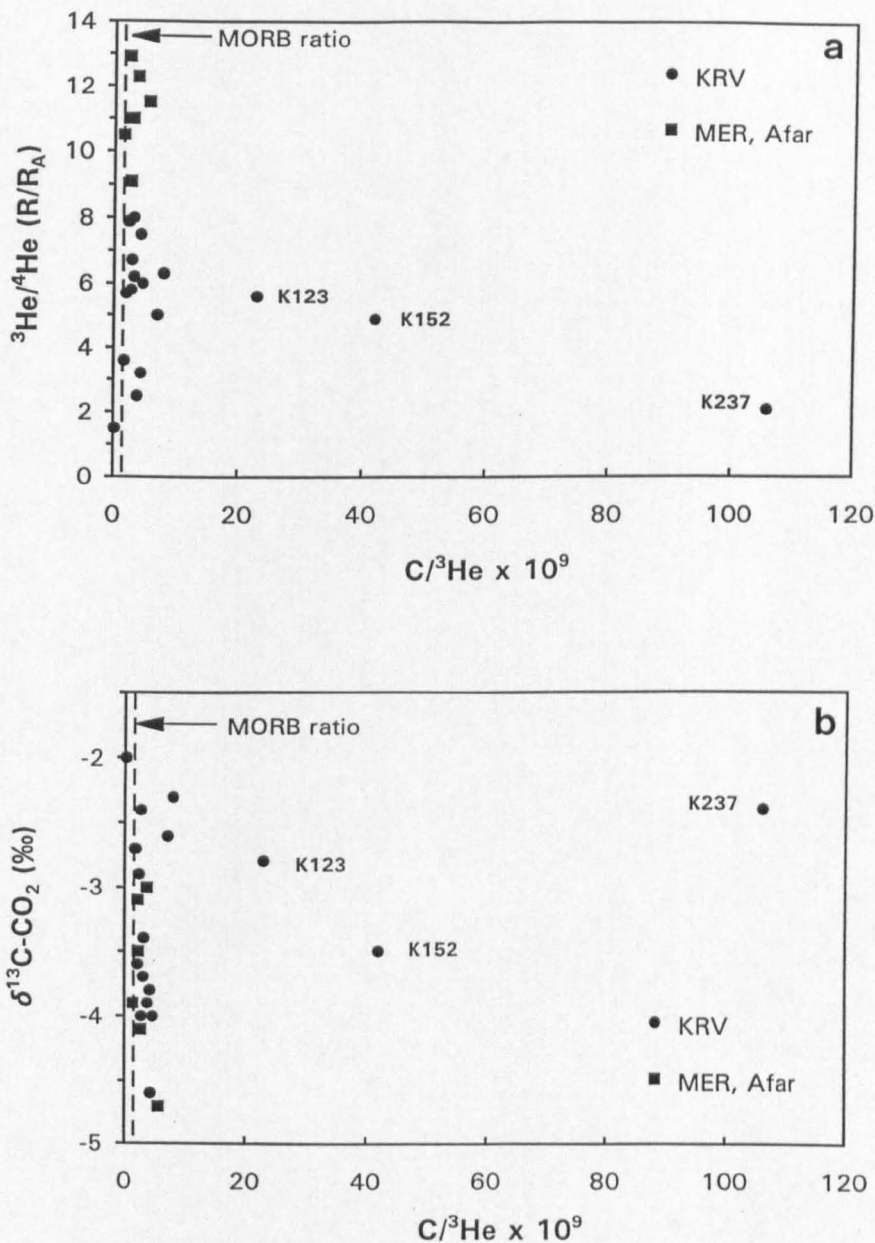 14
12
10
8
6
4
2
0
³He/⁴He (R/R_A)
MORB ratio
a
KRV
MER, Afar
K123
K152
K237
0 20 40 60 80 100 120
C/³He x 10⁹
-2
-3
-4
-5
δ¹³C-CO₂ (‰)
MORB ratio
b
K237
K123
K152
KRV
MER, Afar
0 20 40 60 80 100 120
C/³He x 10⁹